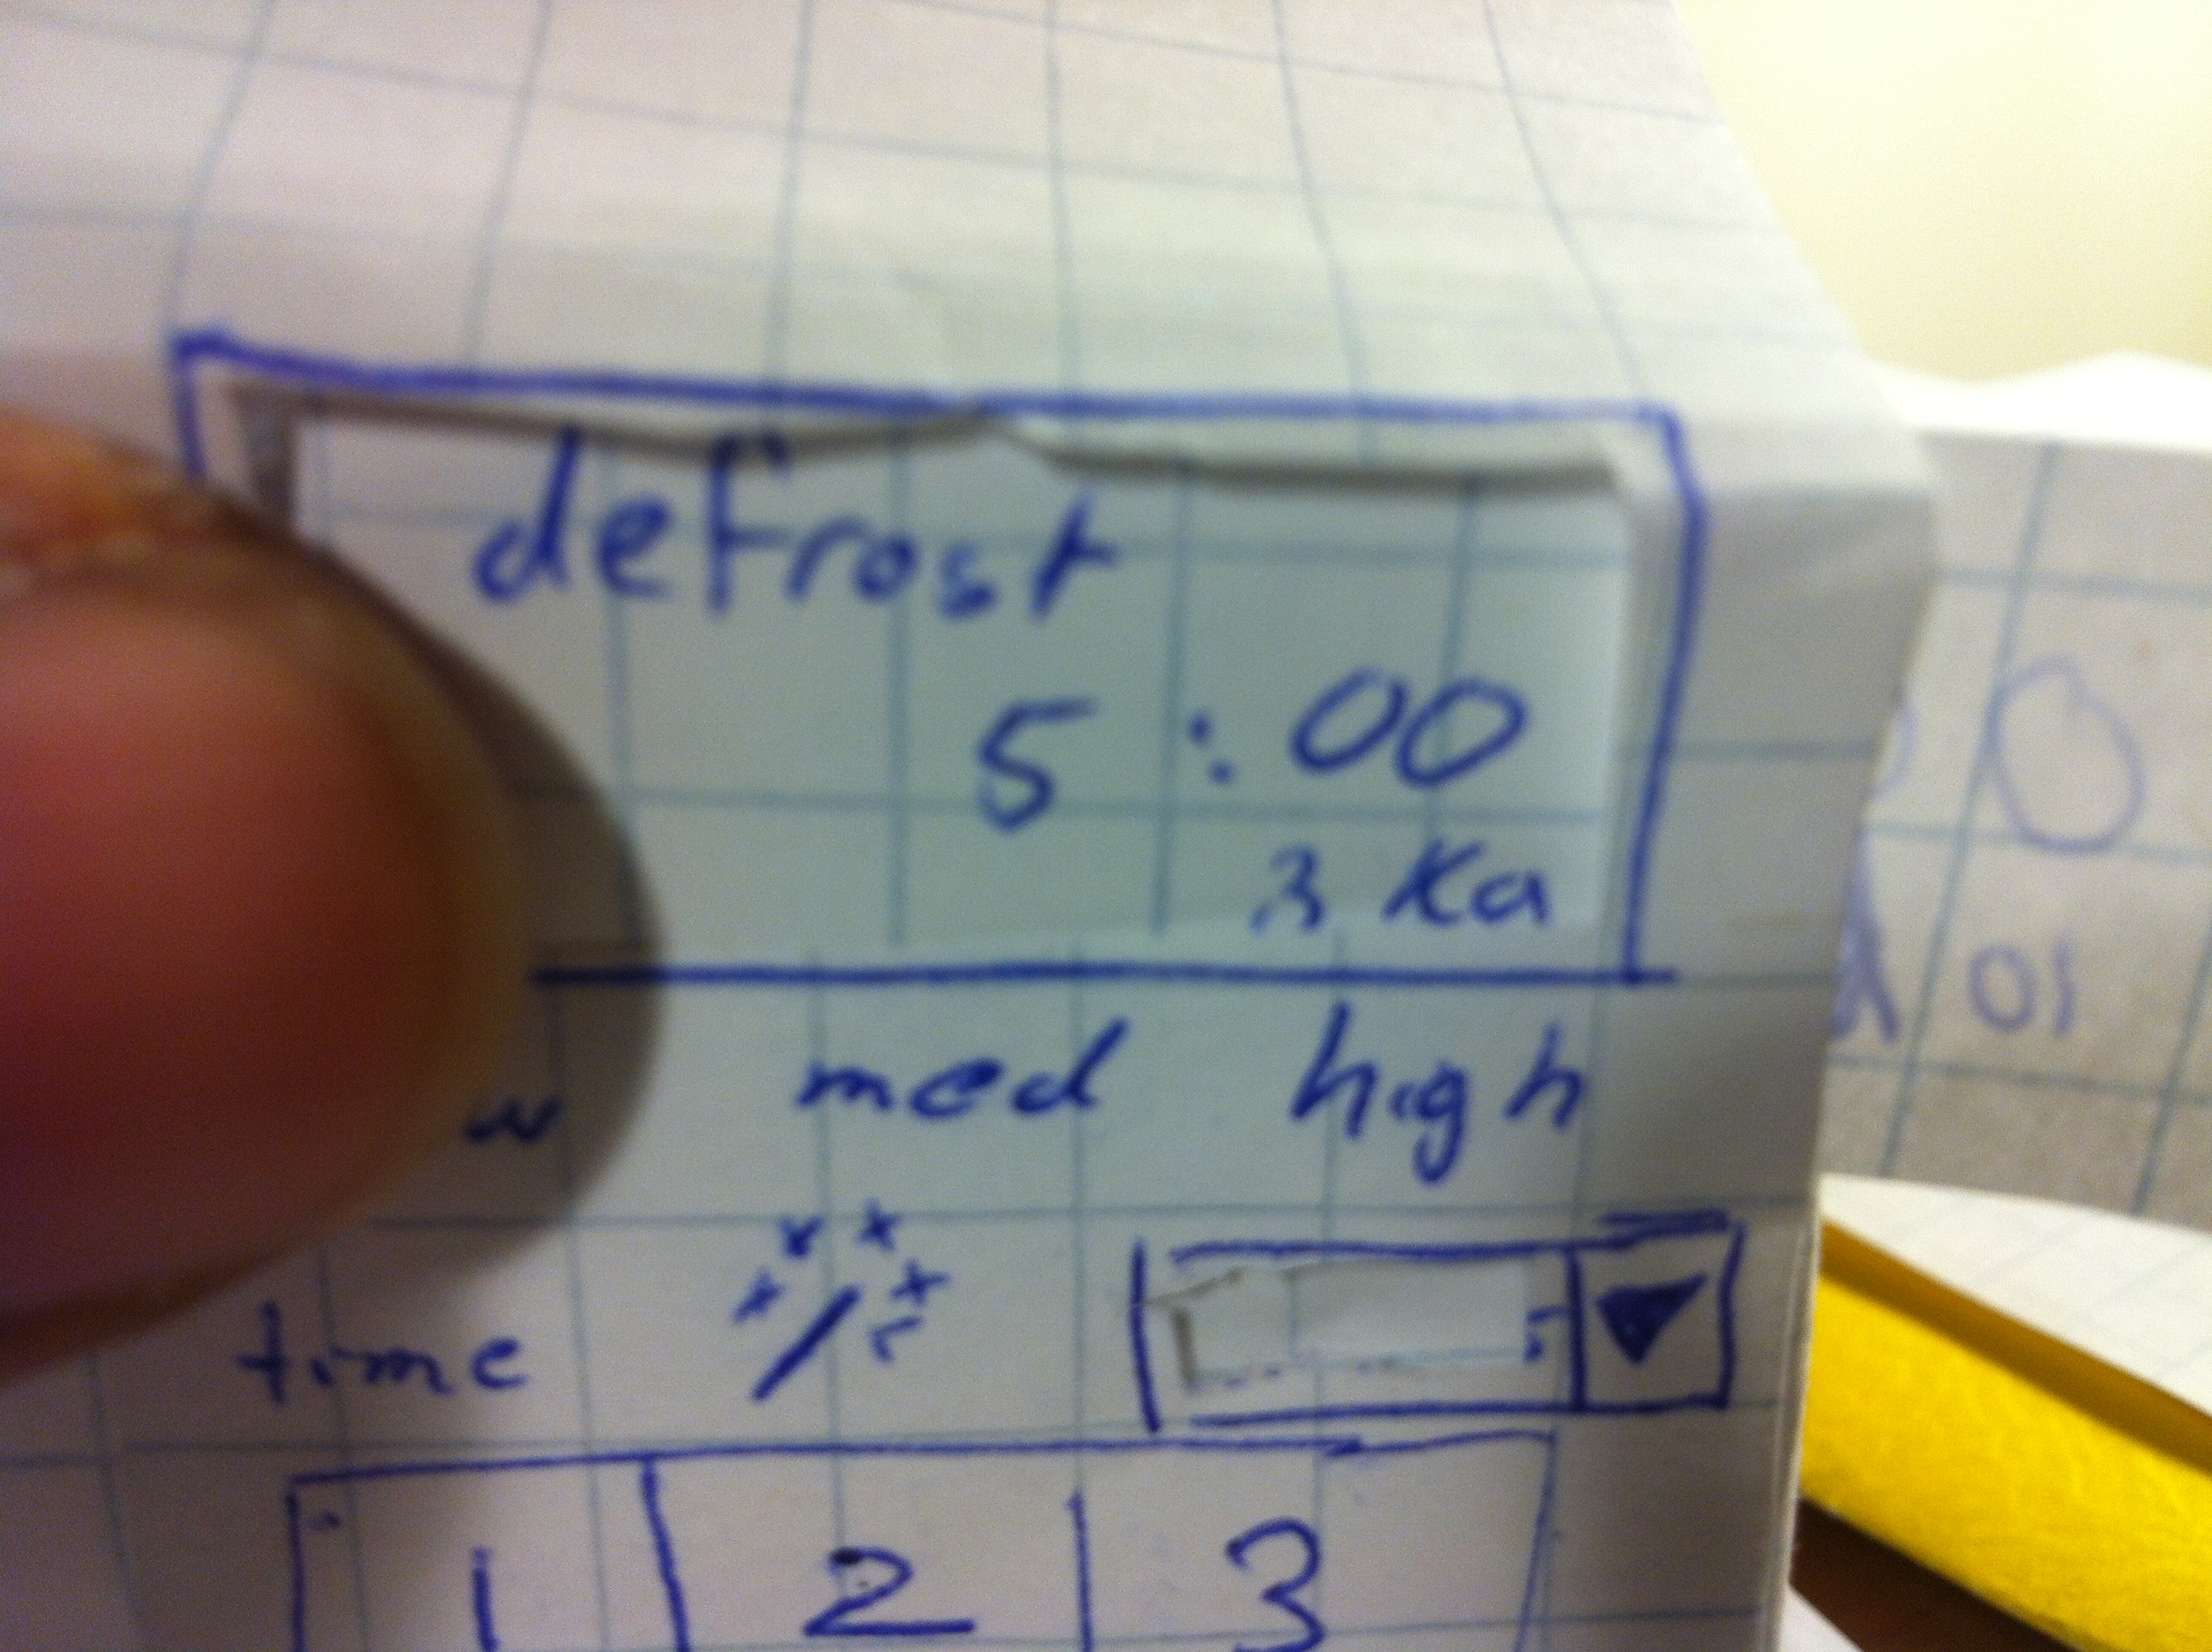 defrost
5:00
3 Kg
med high
time
1 2 3